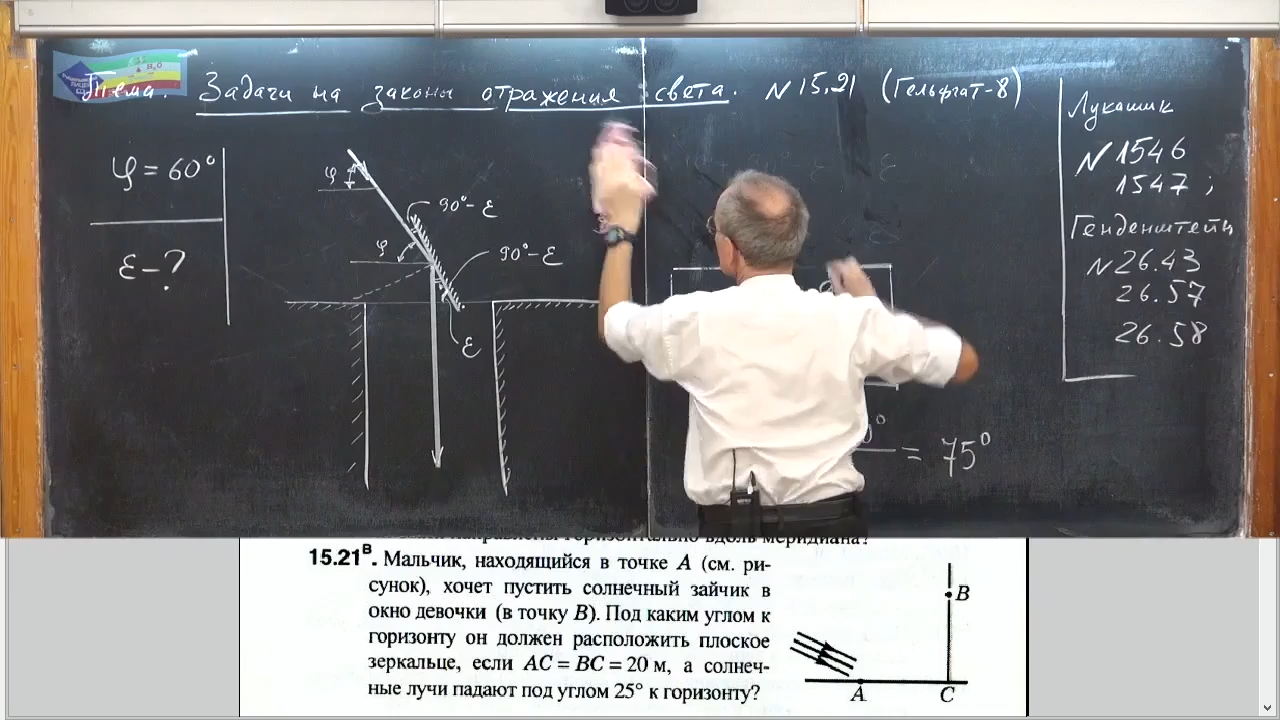 Тема. Задачи на законы отражения света. № 15.21 (Гельфгат-8)
φ = 60°
ε - ?
φ
90° - ε
φ
90° - ε
ε
= 75°
Лукашик
№ 1546
1547 ;
Генденштейн
№ 26.43
26.57
26.58
15.21ᴮ. Мальчик, находящийся в точке A (см. ри-
сунок), хочет пустить солнечный зайчик в
окно девочки (в точку B). Под каким углом к
горизонту он должен расположить плоское
зеркальце, если AC = BC = 20 м, а солнеч-
ные лучи падают под углом 25° к горизонту?
B
A
C